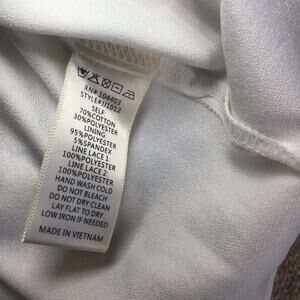 RN# 104403
STYLE#JJ1012
SELF:
70%COTTON
30%POLYESTER
LINING:
95%POLYESTER
5%SPANDEX
LINE LACE 1:
100%POLYESTER
LINE LACE 2:
100%POLYESTER
HAND WASH COLD
DO NOT BLEACH
DO NOT DRY CLEAN
LAY FLAT TO DRY
LOW IRON IF NEEDED
MADE IN VIETNAM